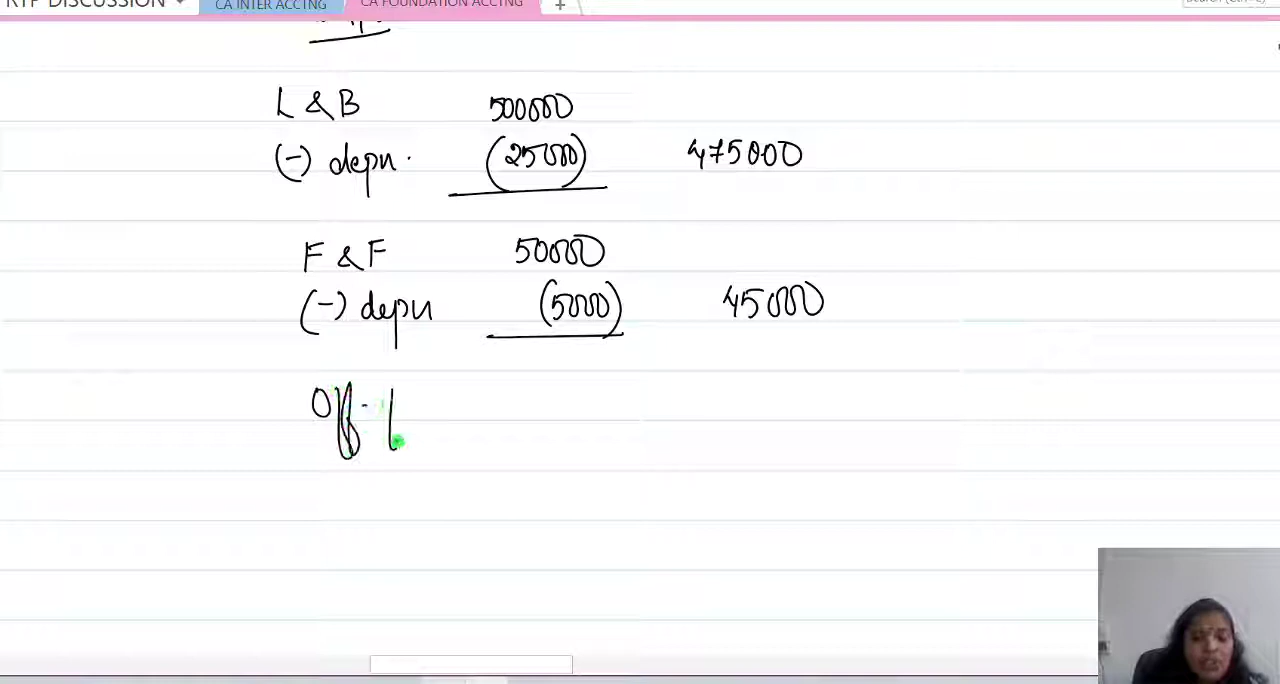 RTP DISCUSSION CA INTER ACCTNG CA FOUNDATION ACCTNG +
L & B 500000
(-) depn. (25000) 475000
F & F 50000
(-) depn (5000) 45000
Off.